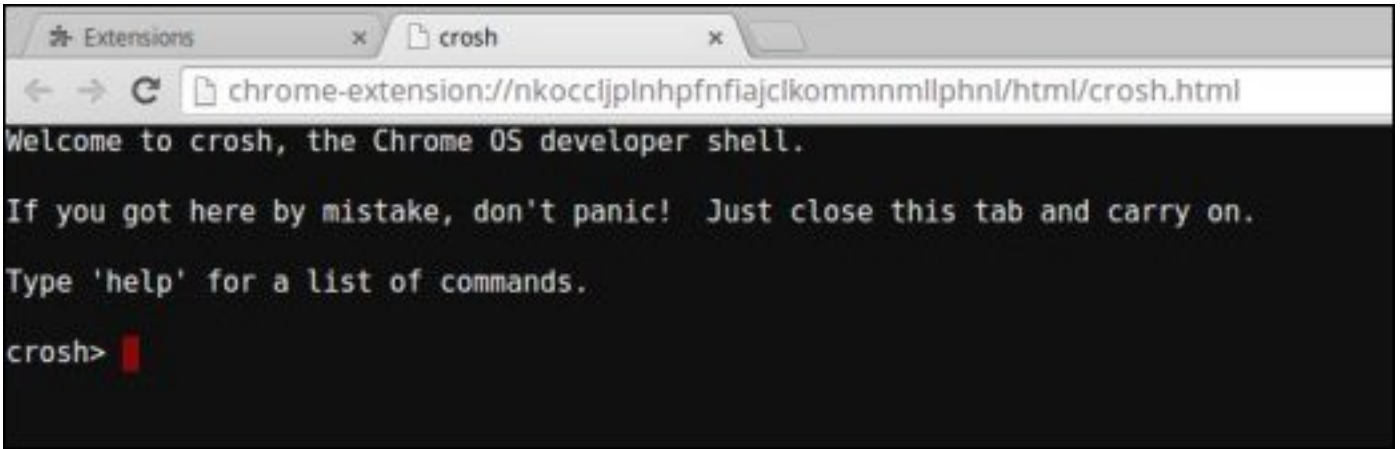 Extensions
crosh
chrome-extension://nkoccljplnhpfnfiajclkommnmllphnl/html/crosh.html
Welcome to crosh, the Chrome OS developer shell.
If you got here by mistake, don't panic!  Just close this tab and carry on.
Type 'help' for a list of commands.
crosh>